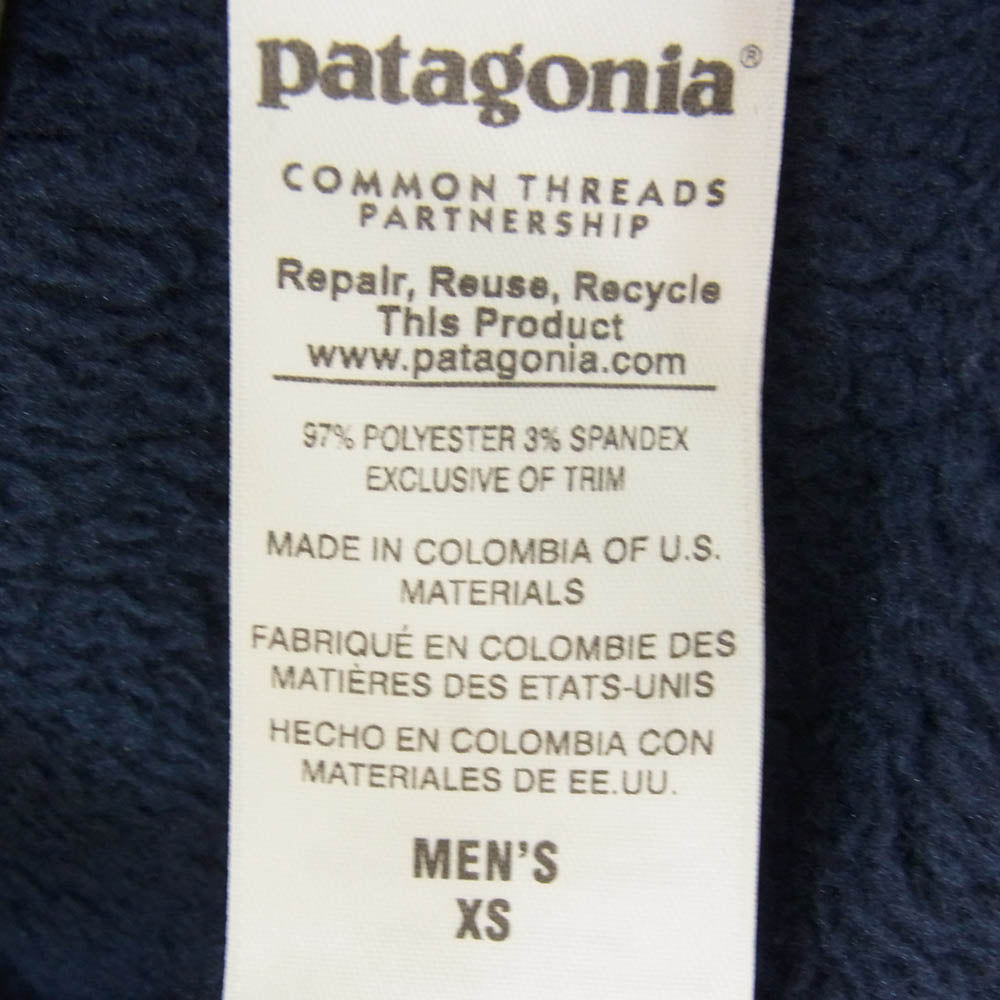 patagonia®
COMMON THREADS
PARTNERSHIP
Repair, Reuse, Recycle
This Product
www.patagonia.com
97% POLYESTER 3% SPANDEX
EXCLUSIVE OF TRIM
MADE IN COLOMBIA OF U.S.
MATERIALS
FABRIQUÉ EN COLOMBIE DES
MATIÈRES DES ETATS-UNIS
HECHO EN COLOMBIA CON
MATERIALES DE EE.UU.
MEN'S
XS